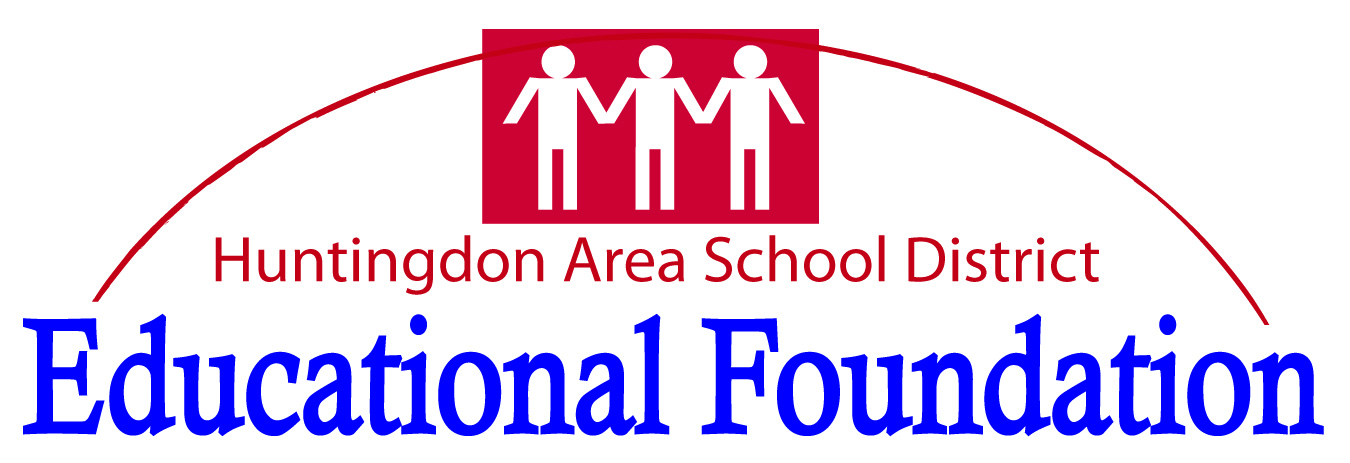 Huntingdon Area School District
Educational Foundation